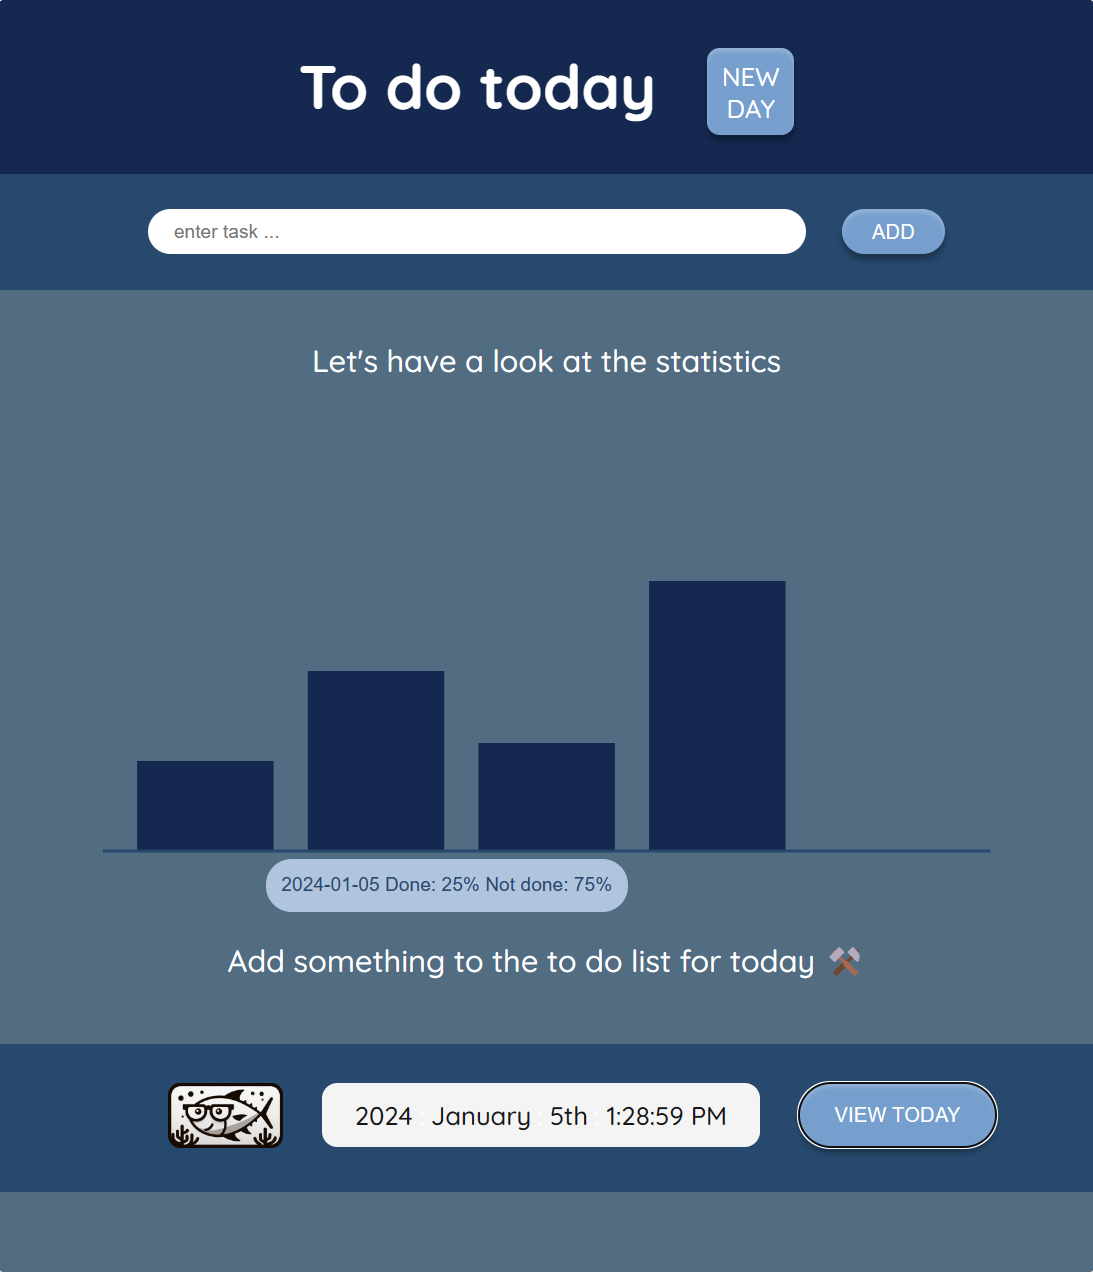 To do today
NEW
DAY
enter task ...
ADD
Let's have a look at the statistics
2024-01-05 Done: 25% Not done: 75%
Add something to the to do list for today
2024 : January : 5th : 1:28:59 PM
VIEW TODAY